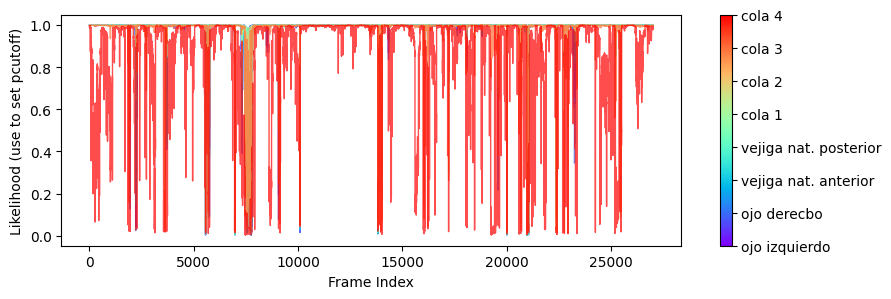 Likelihood (use to set pcutoff)
1.0
0.8
0.6
0.4
0.2
0.0
0
5000
10000
15000
20000
25000
Frame Index
cola 4
cola 3
cola 2
cola 1
vejiga nat. posterior
vejiga nat. anterior
ojo derecbo
ojo izquierdo